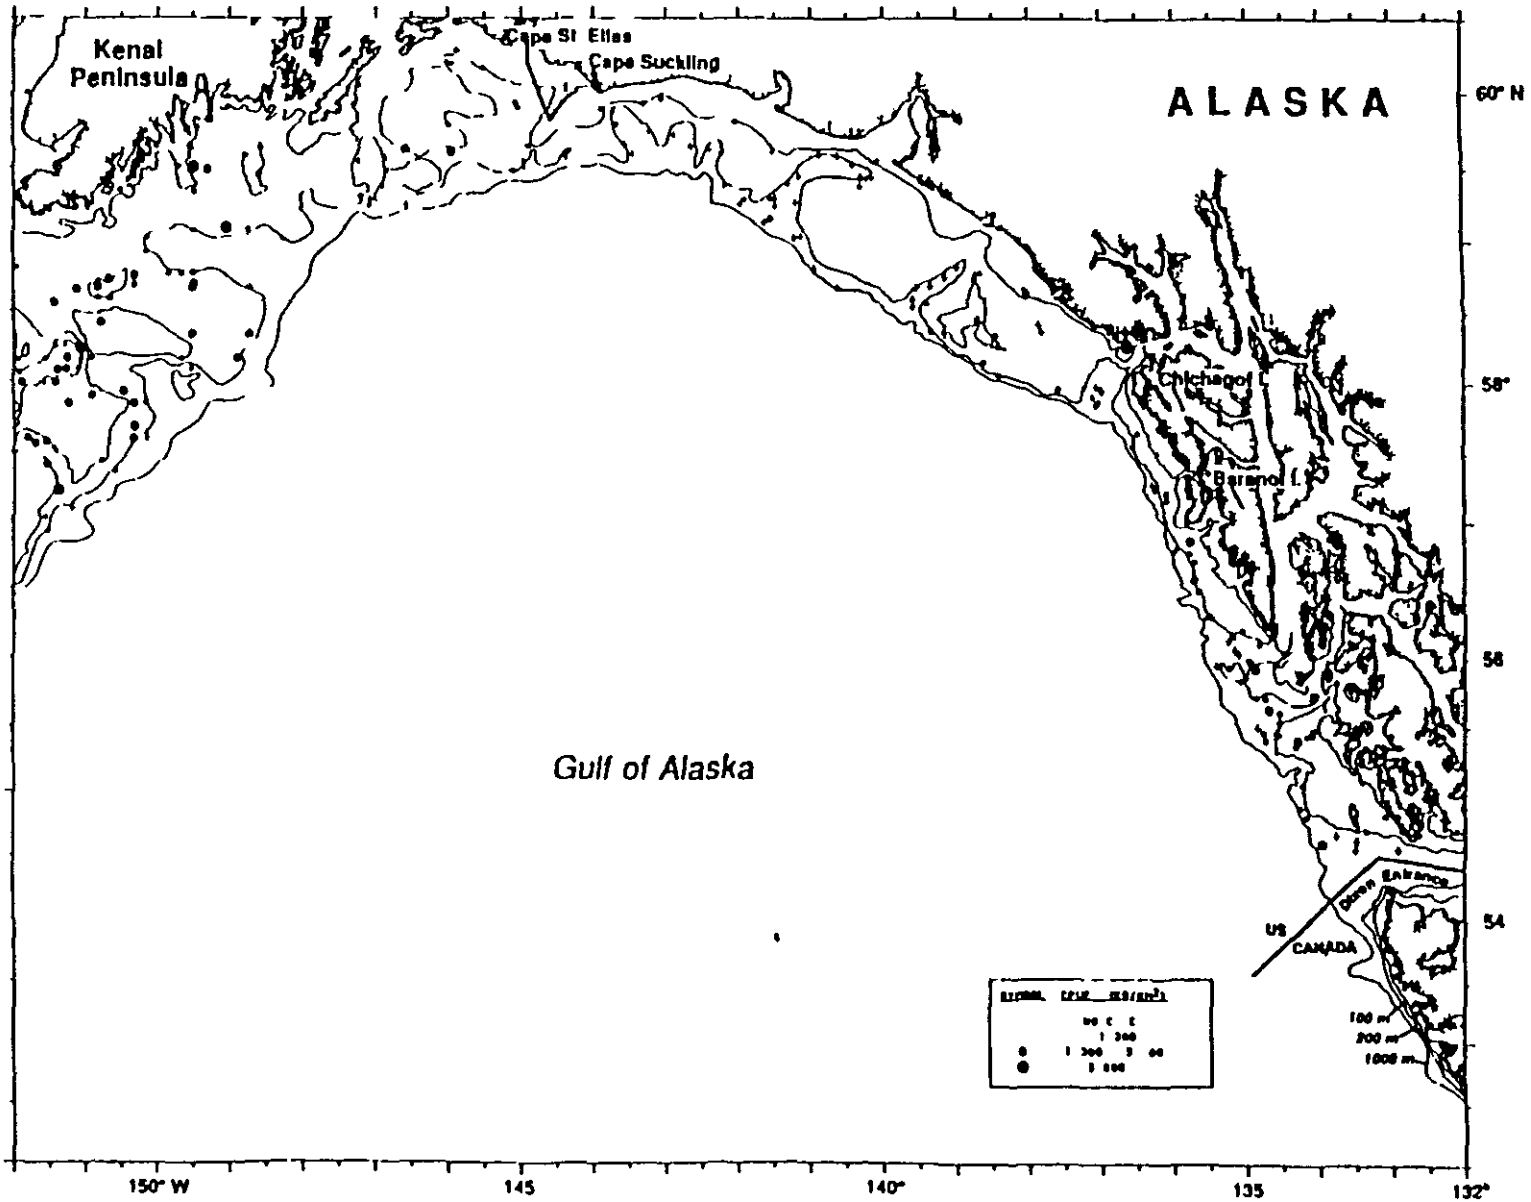 Cape St Elias
Kenai
Peninsula
Cape Suckling
ALASKA
60° N
Chichagof I.
58°
Baranof I.
56
Gulf of Alaska
Dixon Entrance
US
CANADA
54
SYMBOL
100 m
200 m
1000 m
150° W
145
140°
135
132°